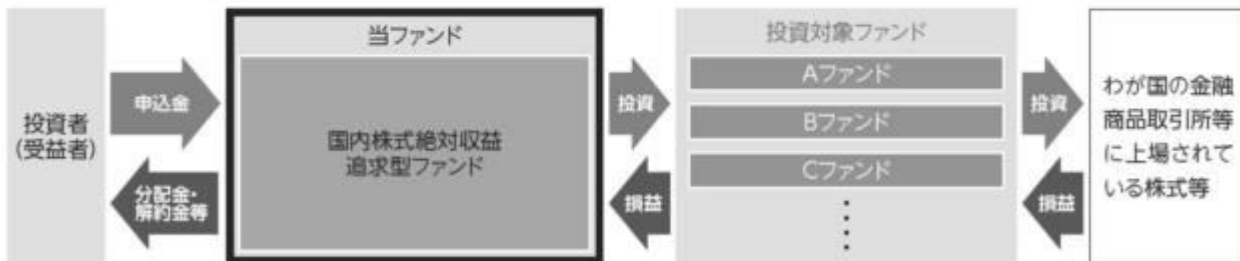 投資者
(受益者)
申込金
分配金・
解約金等
当ファンド
国内株式絶対収益
追求型ファンド
投資
損益
投資対象ファンド
Aファンド
Bファンド
Cファンド
投資
損益
わが国の金融
商品取引所等
に上場されて
いる株式等